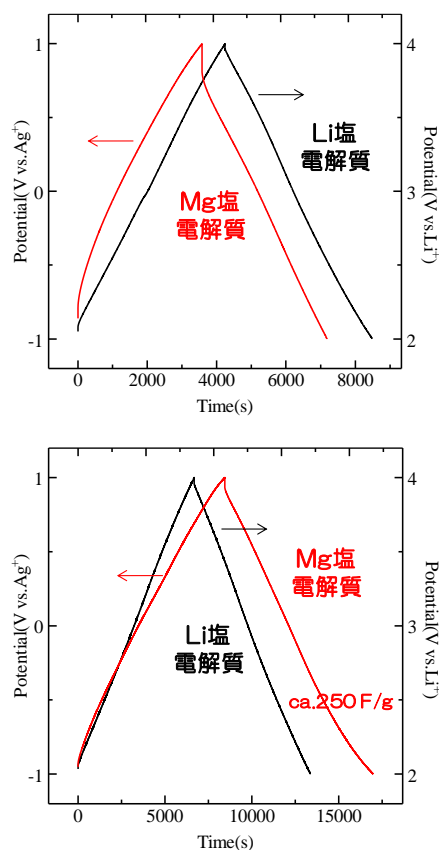 1
0
-1
Potential(V vs.Ag⁺)
4
3
2
Potential(V vs.Li⁺)
Li塩
電解質
Mg塩
電解質
0
2000
4000
6000
8000
Time(s)
1
0
-1
Potential(V vs.Ag⁺)
4
3
2
Potential(V vs.Li⁺)
Mg塩
電解質
Li塩
電解質
ca.250 F/g
0
5000
10000
15000
Time(s)